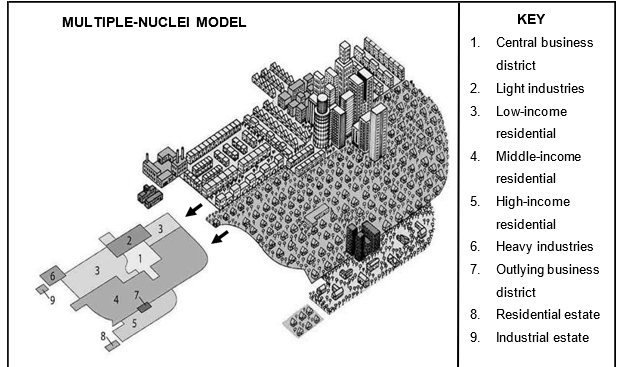 MULTIPLE-NUCLEI MODEL
2
3
1
3
6
9
4
7
5
8
KEY
1. Central business
district
2. Light industries
3. Low-income
residential
4. Middle-income
residential
5. High-income
residential
6. Heavy industries
7. Outlying business
district
8. Residential estate
9. Industrial estate